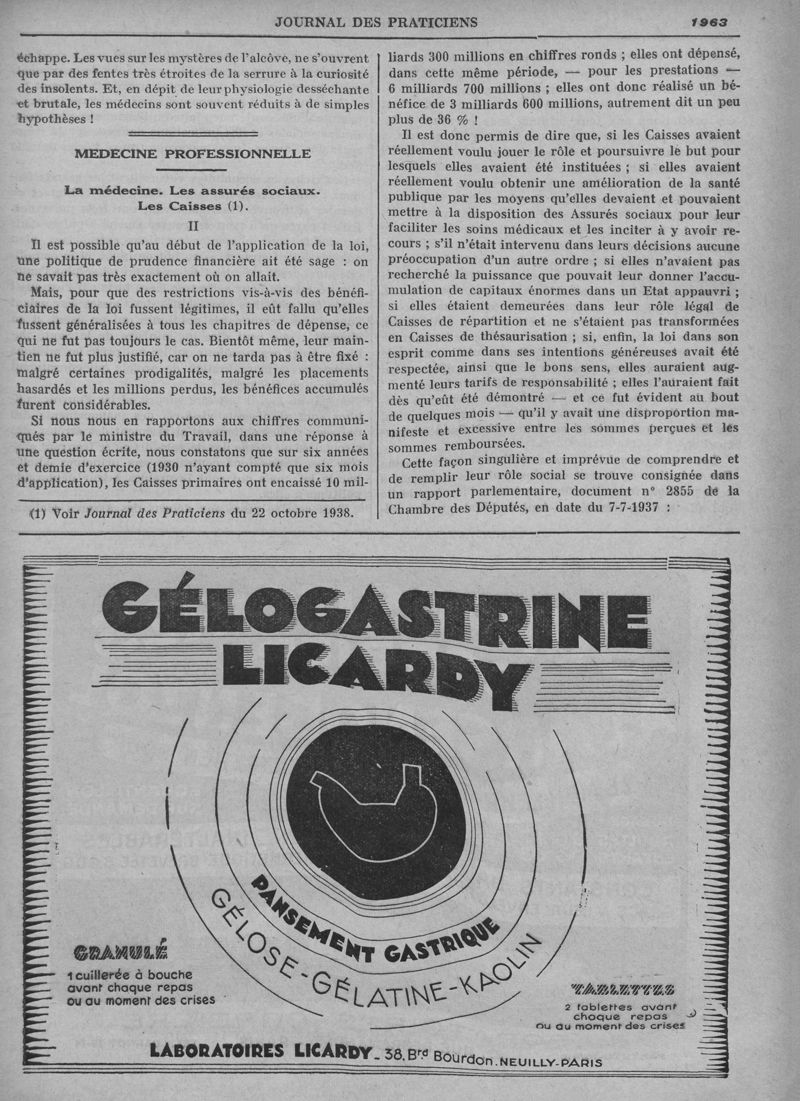 JOURNAL DES PRATICIENS 1963
échappe. Les vues sur les mystères de l'alcôve, ne s'ouvrent
que par des fentes très étroites de la serrure à la curiosité
des insolents. Et, en dépit de leur physiologie desséchante
et brutale, les médecins sont souvent réduits à de simples
hypothèses !
MEDECINE PROFESSIONNELLE
La médecine. Les assurés sociaux.
Les Caisses (1).
II
Il est possible qu'au début de l'application de la loi,
une politique de prudence financière ait été sage : on
ne savait pas très exactement où on allait.
Mais, pour que des restrictions vis-à-vis des bénéfi-
ciaires de la loi fussent légitimes, il eût fallu qu'elles
fussent généralisées à tous les chapitres de dépense, ce
qui ne fut pas toujours le cas. Bientôt même, leur main-
tien ne fut plus justifié, car on ne tarda pas à être fixé :
malgré certaines prodigalités, malgré les placements
hasardés et les millions perdus, les bénéfices accumulés
furent considérables.
Si nous nous en rapportons aux chiffres communi-
qués par le ministre du Travail, dans une réponse à
une question écrite, nous constatons que sur six années
et demie d'exercice (1930 n'ayant compté que six mois
d'application), les Caisses primaires ont encaissé 10 mil-
(1) Voir Journal des Praticiens du 22 octobre 1938.
liards 300 millions en chiffres ronds ; elles ont dépensé,
dans cette même période, — pour les prestations —
6 milliards 700 millions ; elles ont donc réalisé un bé-
néfice de 3 milliards 600 millions, autrement dit un peu
plus de 36 % !
Il est donc permis de dire que, si les Caisses avaient
réellement voulu jouer le rôle et poursuivre le but pour
lesquels elles avaient été instituées ; si elles avaient
réellement voulu obtenir une amélioration de la santé
publique par les moyens qu'elles devaient et pouvaient
mettre à la disposition des Assurés sociaux pour leur
faciliter les soins médicaux et les inciter à y avoir re-
cours ; s'il n'était intervenu dans leurs décisions aucune
préoccupation d'un autre ordre ; si elles n'avaient pas
recherché la puissance que pouvait leur donner l'accu-
mulation de capitaux énormes dans un Etat appauvri ;
si elles étaient demeurées dans leur rôle légal de
Caisses de répartition et ne s'étaient pas transformées
en Caisses de thésaurisation ; si, enfin, la loi dans son
esprit comme dans ses intentions généreuses avait été
respectée, ainsi que le bons sens, elles auraient aug-
menté leurs tarifs de responsabilité ; elles l'auraient fait
dès qu'eût été démontré — et ce fut évident au bout
de quelques mois — qu'il y avait une disproportion ma-
nifeste et excessive entre les sommes perçues et les
sommes remboursées.
Cette façon singulière et imprévue de comprendre et
de remplir leur rôle social se trouve consignée dans
un rapport parlementaire, document n° 2855 de la
Chambre des Députés, en date du 7-7-1937 :
GÉLOGASTRINE
LICARDY
PANSEMENT GASTRIQUE
GÉLOSE-GÉLATINE-KAOLIN
GRANULÉ
1 cuillerée à bouche
avant chaque repas
ou au moment des crises
TABLETTES
2 tablettes avant
chaque repas
ou au moment des crises
LABORATOIRES LICARDY_38,Brd Bourdon.NEUILLY-PARIS